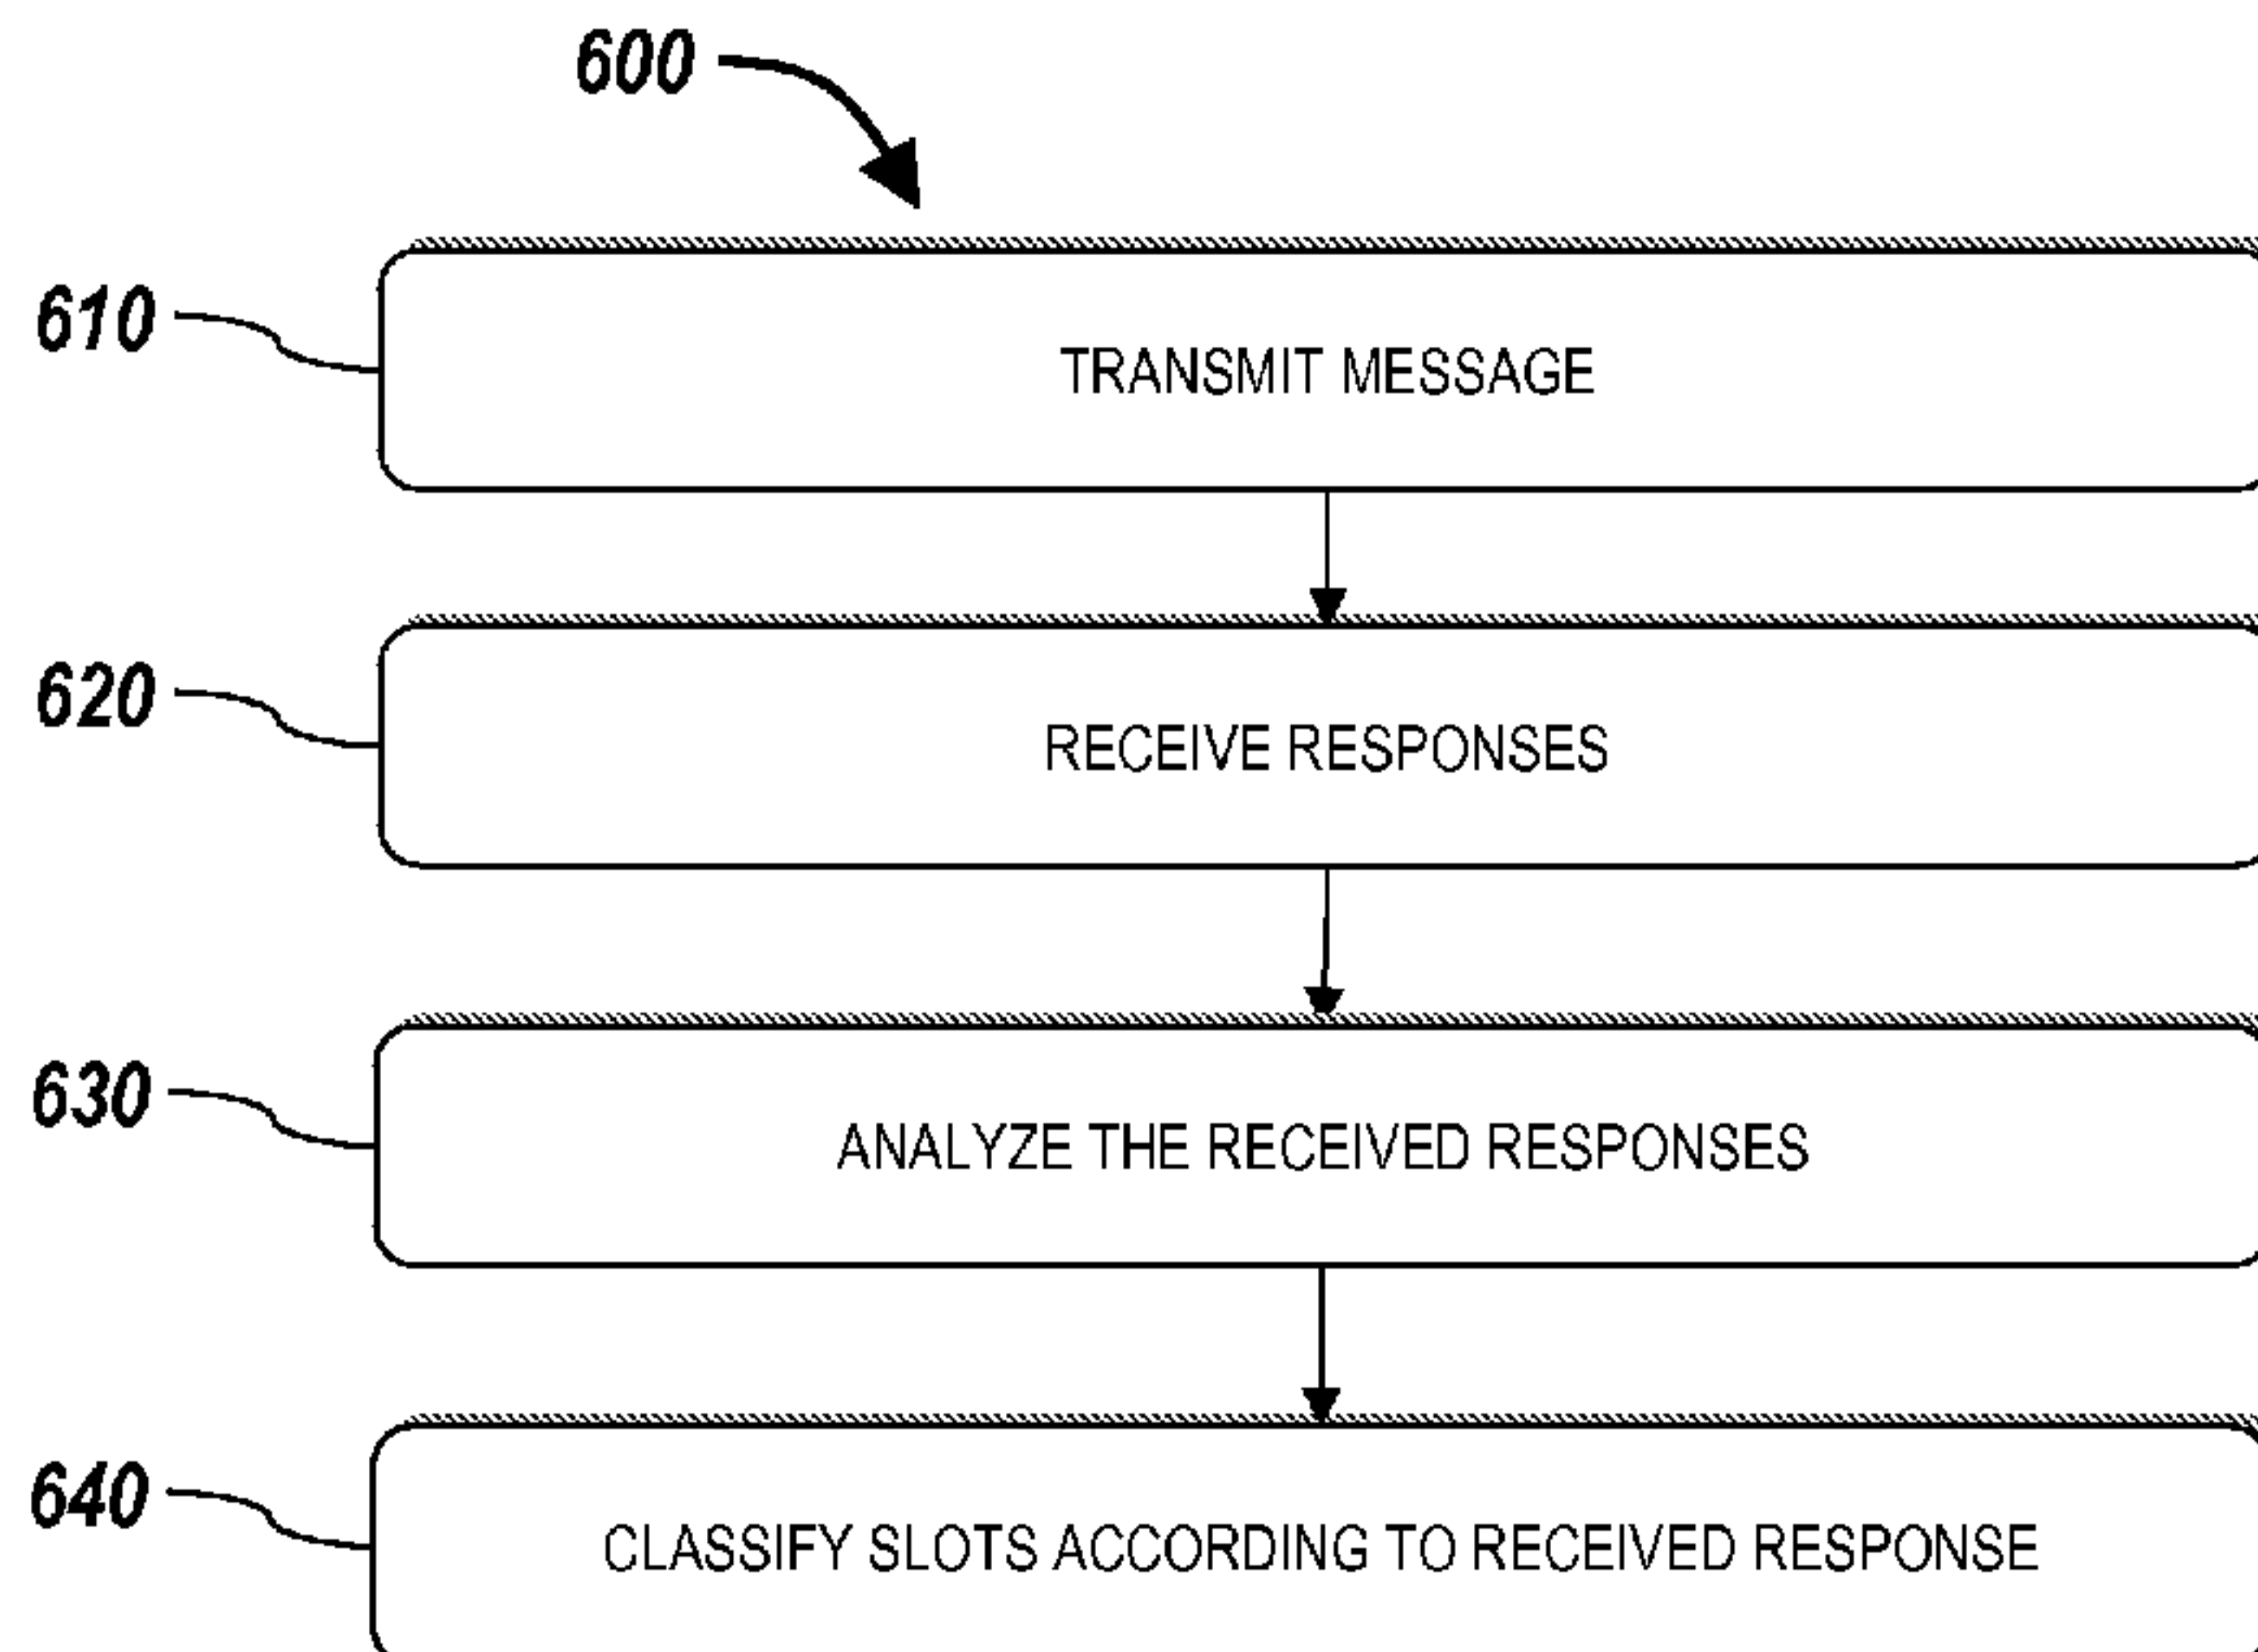 600
610
TRANSMIT MESSAGE
620
RECEIVE RESPONSES
630
ANALYZE THE RECEIVED RESPONSES
640
CLASSIFY SLOTS ACCORDING TO RECEIVED RESPONSE